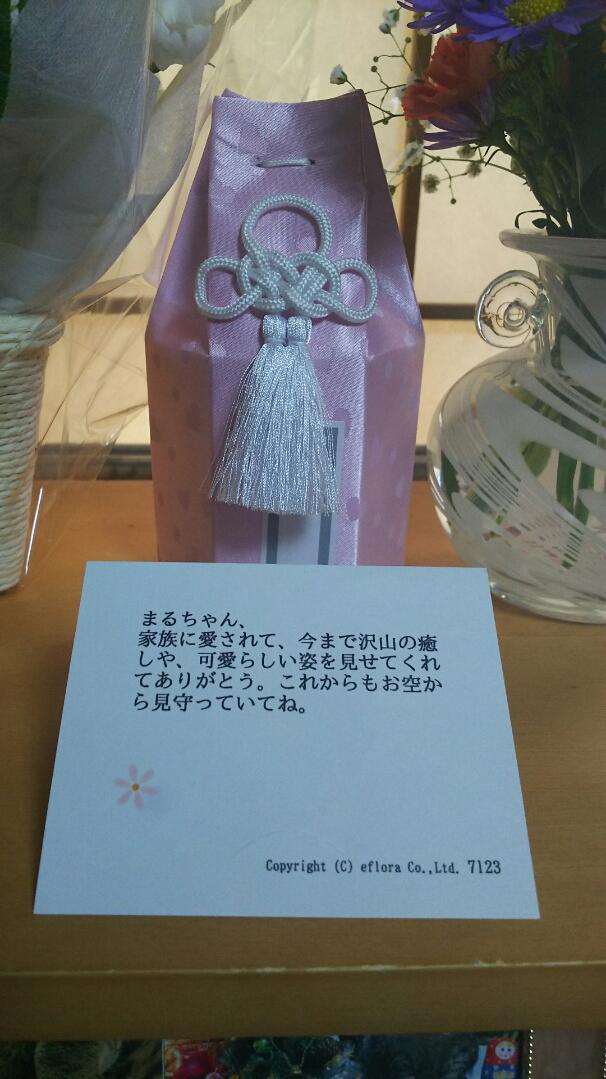 まるちゃん、
家族に愛されて、今まで沢山の癒
しや、可愛らしい姿を見せてくれ
てありがとう。これからもお空か
ら見守っていてね。
Copyright (C) eflora Co.,Ltd. 7123